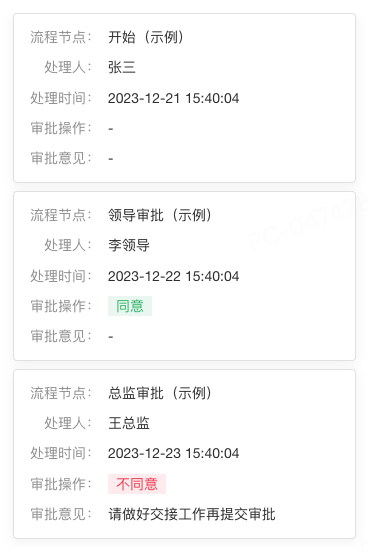 流程节点： 开始（示例）
处理人： 张三
处理时间： 2023-12-21 15:40:04
审批操作： -
审批意见： -
流程节点： 领导审批（示例）
处理人： 李领导
处理时间： 2023-12-22 15:40:04
审批操作： 同意
审批意见： -
流程节点： 总监审批（示例）
处理人： 王总监
处理时间： 2023-12-23 15:40:04
审批操作： 不同意
审批意见： 请做好交接工作再提交审批